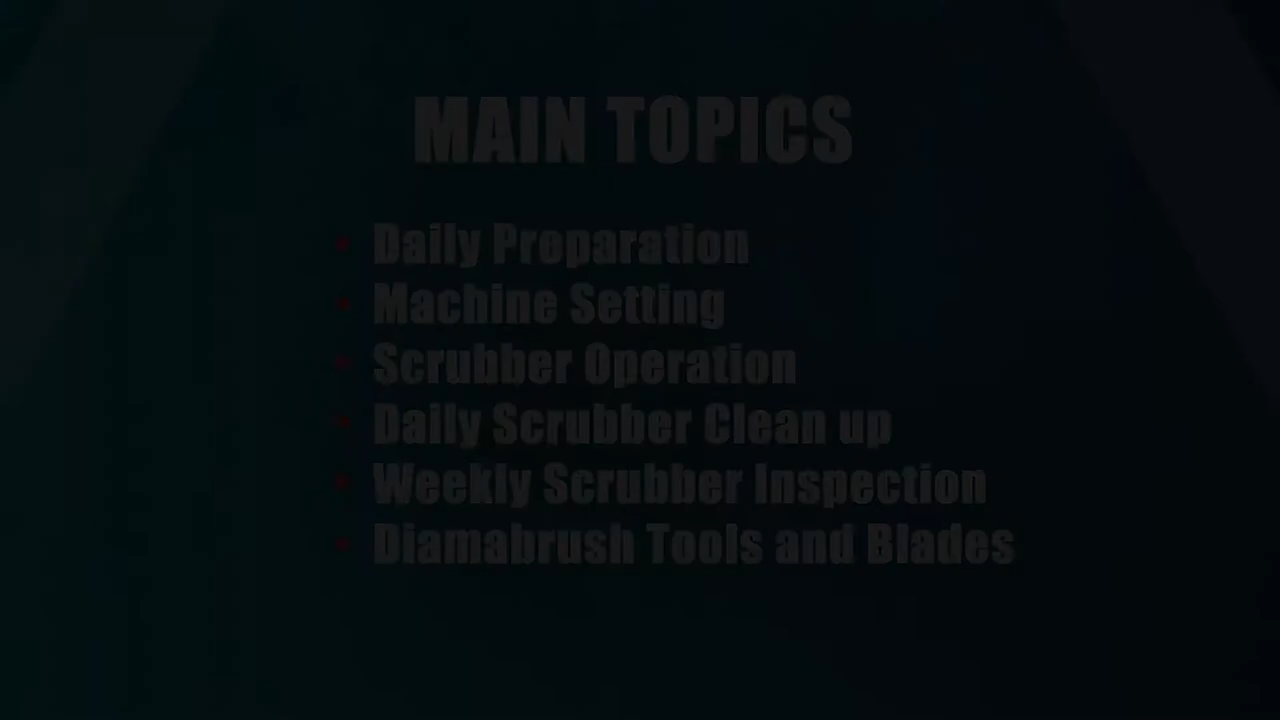 MAIN TOPICS
• Daily Preparation
• Machine Setting
• Scrubber Operation
• Daily Scrubber Clean up
• Weekly Scrubber Inspection
• Diamabrush Tools and Blades